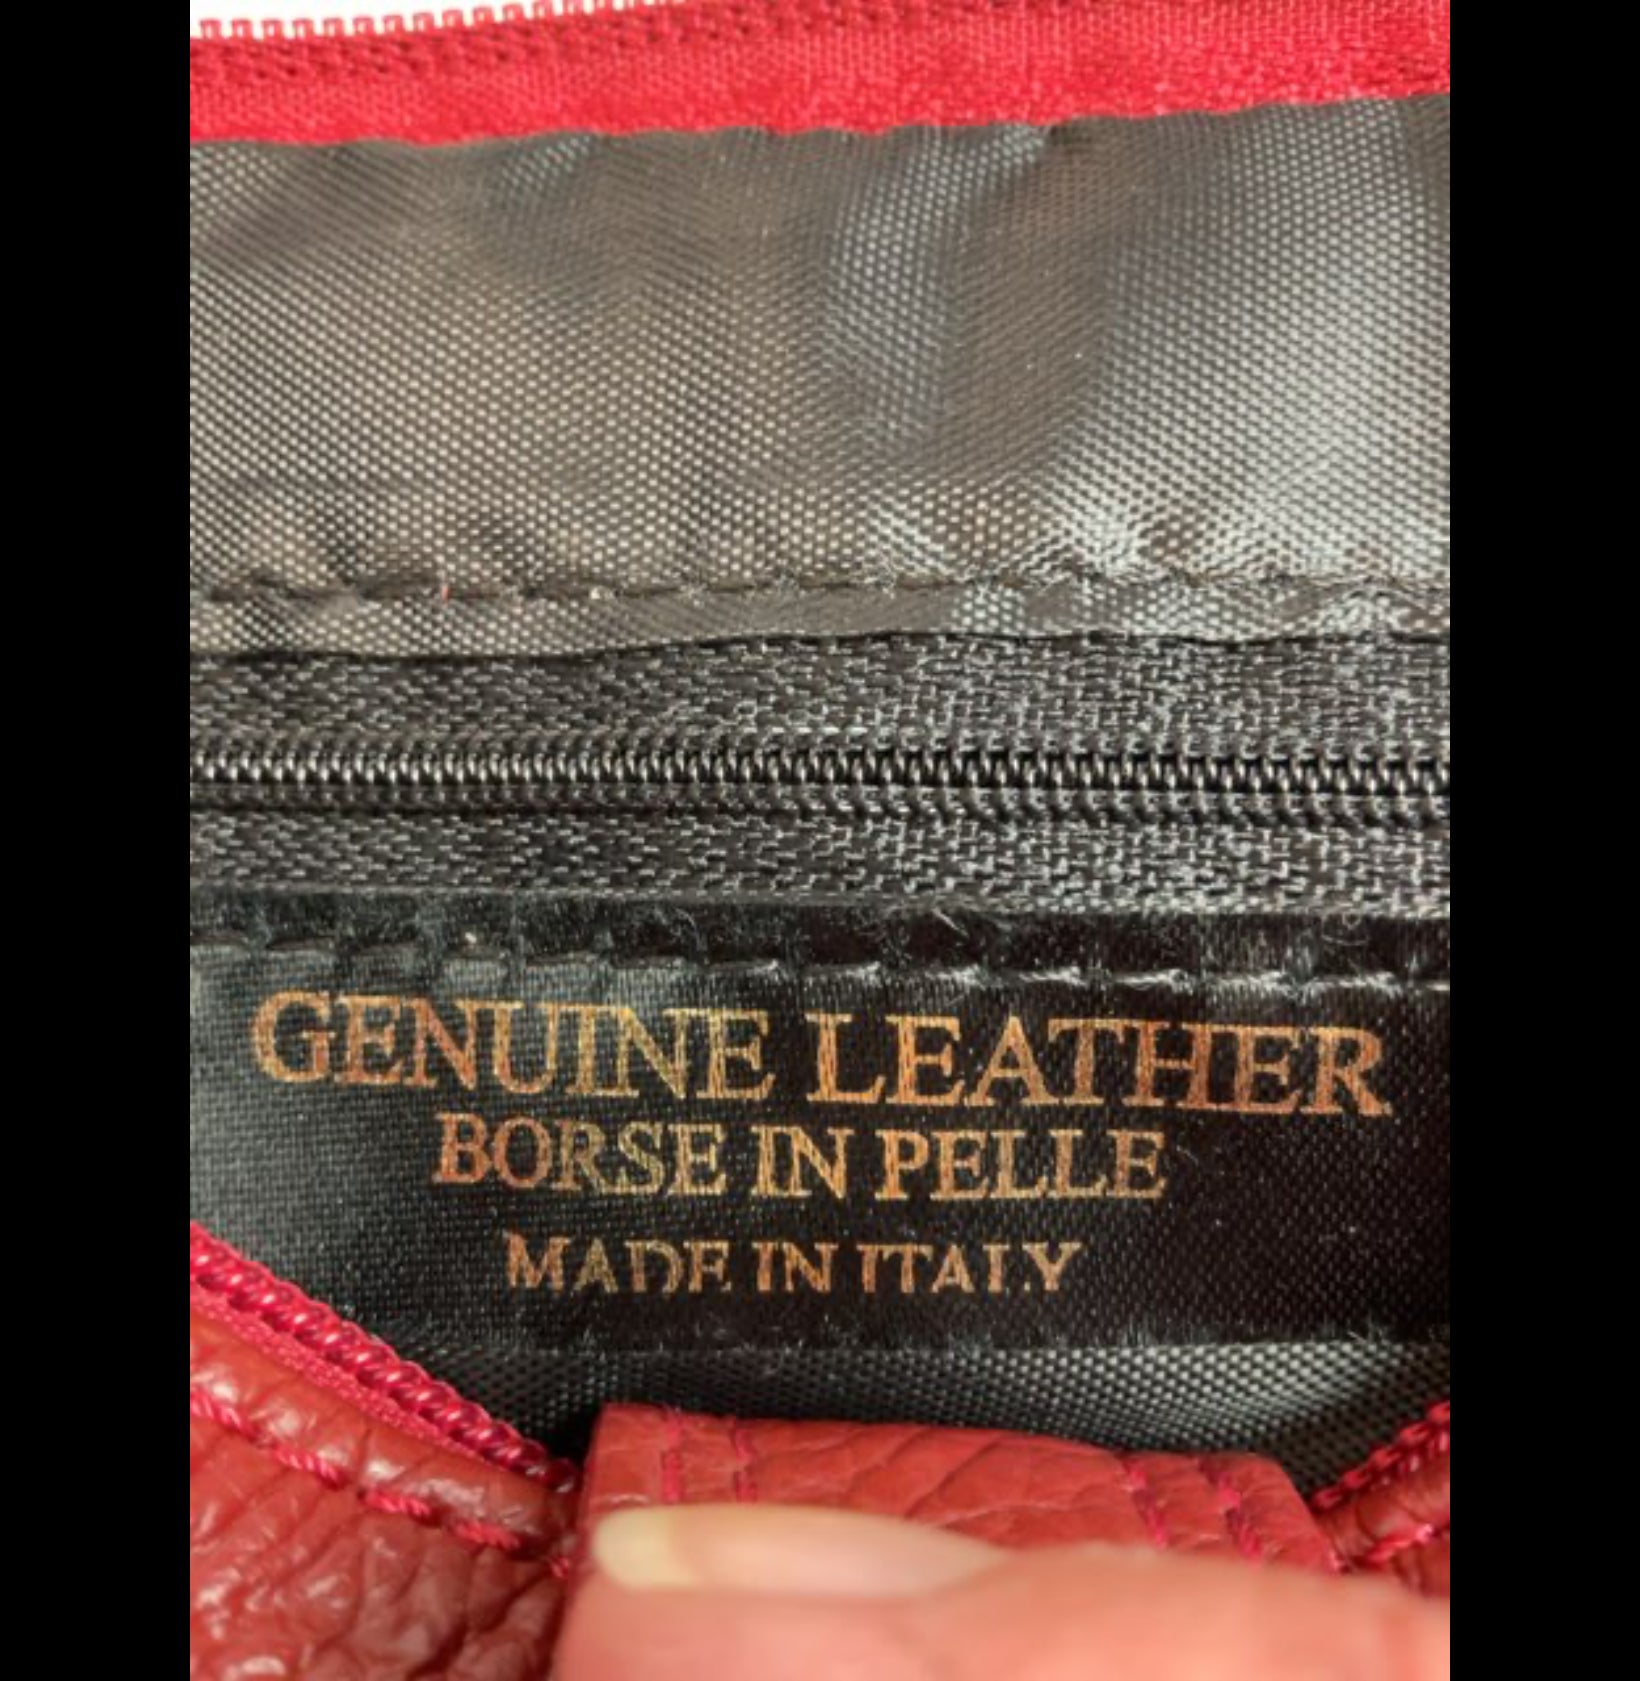 GENUINE LEATHER
BORSE IN PELLE
MADE IN ITALY